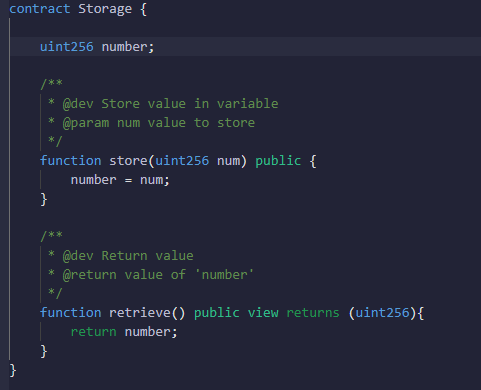 contract Storage {
uint256 number;
/**
* @dev Store value in variable
* @param num value to store
*/
function store(uint256 num) public {
number = num;
}
/**
* @dev Return value
* @return value of 'number'
*/
function retrieve() public view returns (uint256){
return number;
}
}